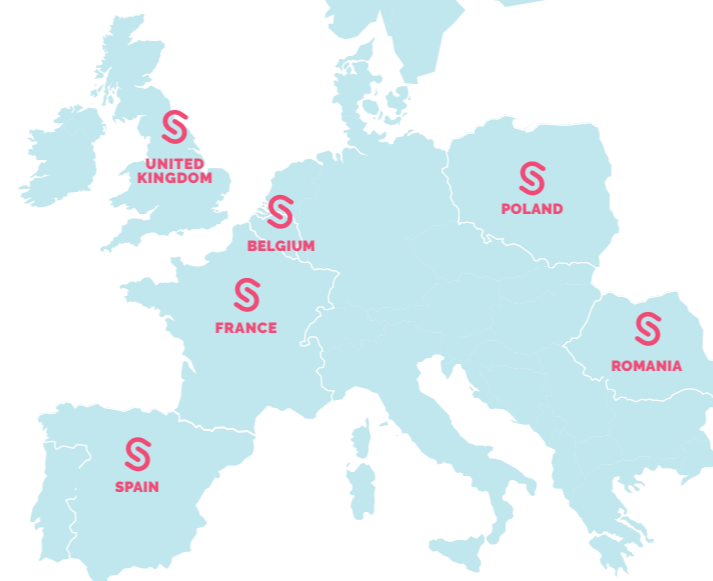 UNITED
KINGDOM
POLAND
BELGIUM
FRANCE
ROMANIA
SPAIN